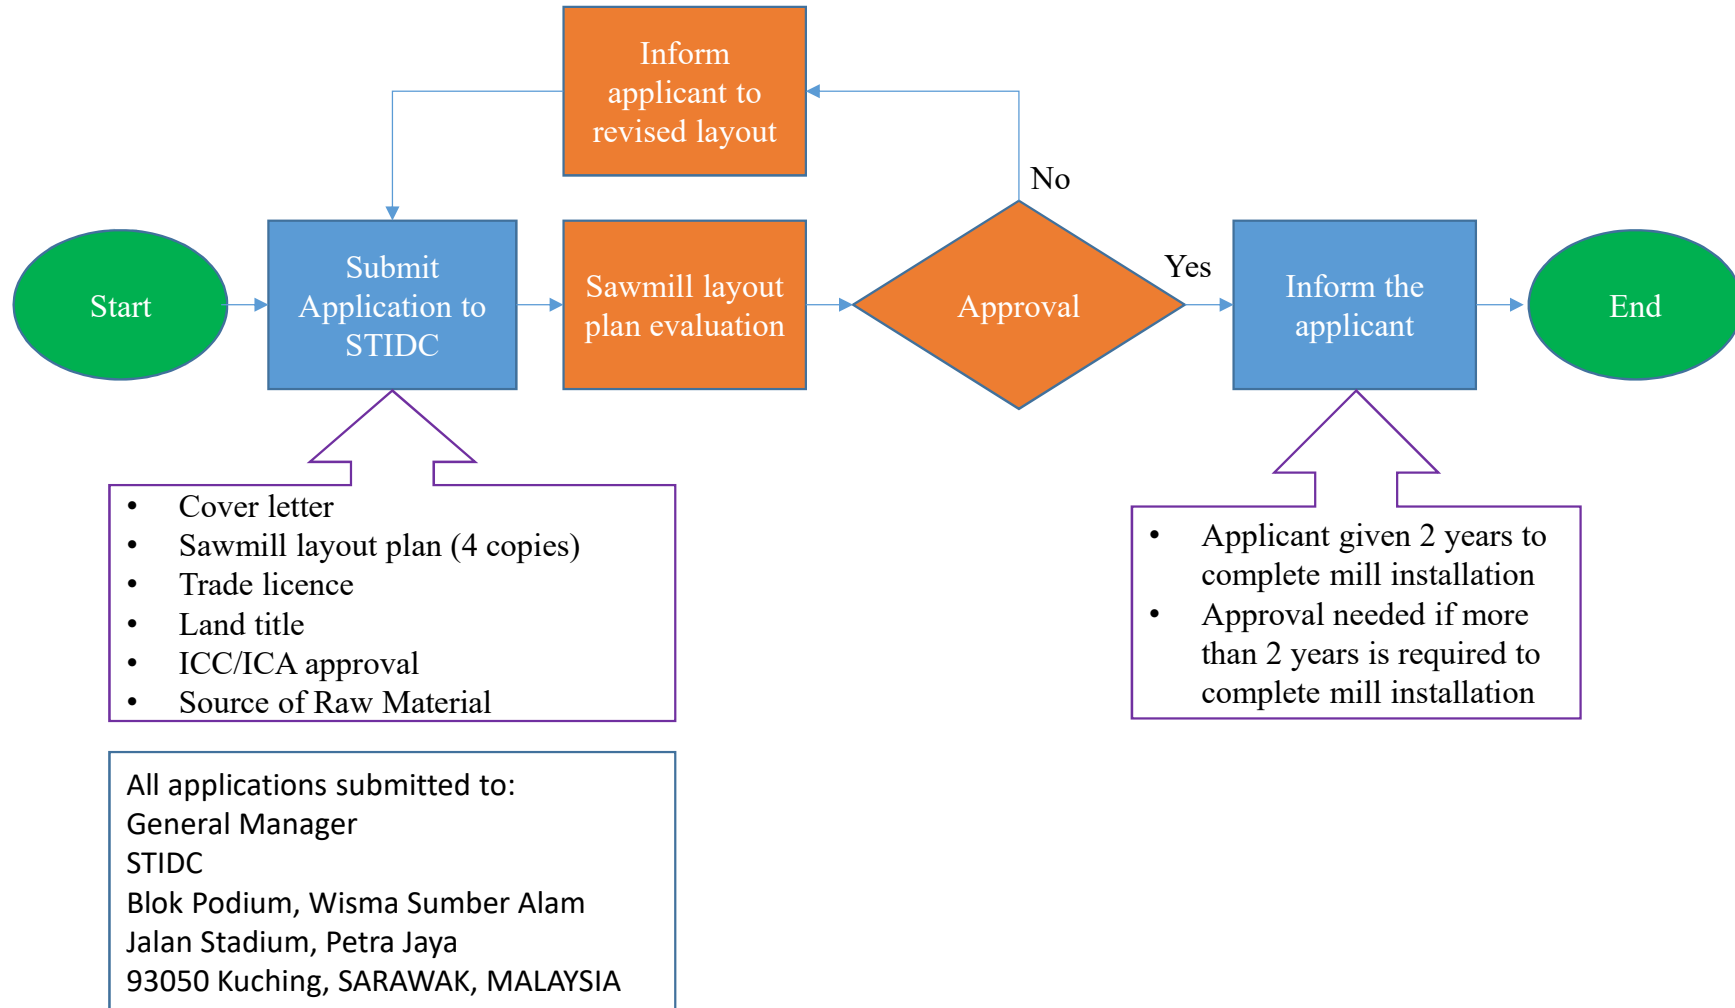 Inform
applicant to
revised layout
No
Start
Submit
Application to
STIDC
Sawmill layout
plan evaluation
Approval
Yes
Inform the
applicant
End
• Cover letter
• Sawmill layout plan (4 copies)
• Trade licence
• Land title
• ICC/ICA approval
• Source of Raw Material
• Applicant given 2 years to
complete mill installation
• Approval needed if more
than 2 years is required to
complete mill installation
All applications submitted to:
General Manager
STIDC
Blok Podium, Wisma Sumber Alam
Jalan Stadium, Petra Jaya
93050 Kuching, SARAWAK, MALAYSIA